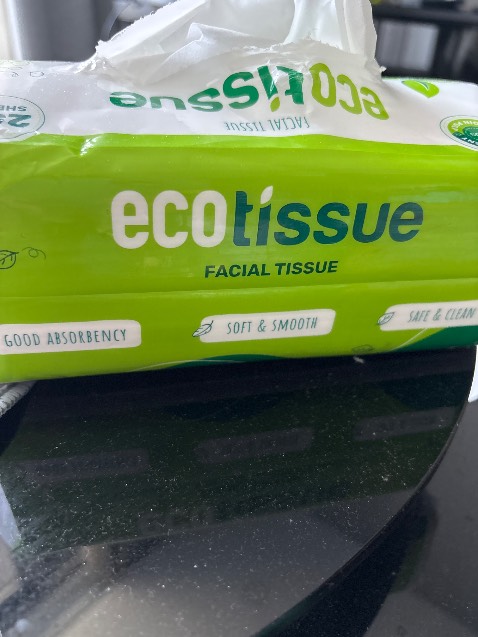 ecotissue
FACIAL TISSUE
ecotissue
FACIAL TISSUE
GOOD ABSORBENCY
SOFT & SMOOTH
SAFE & CLEAN